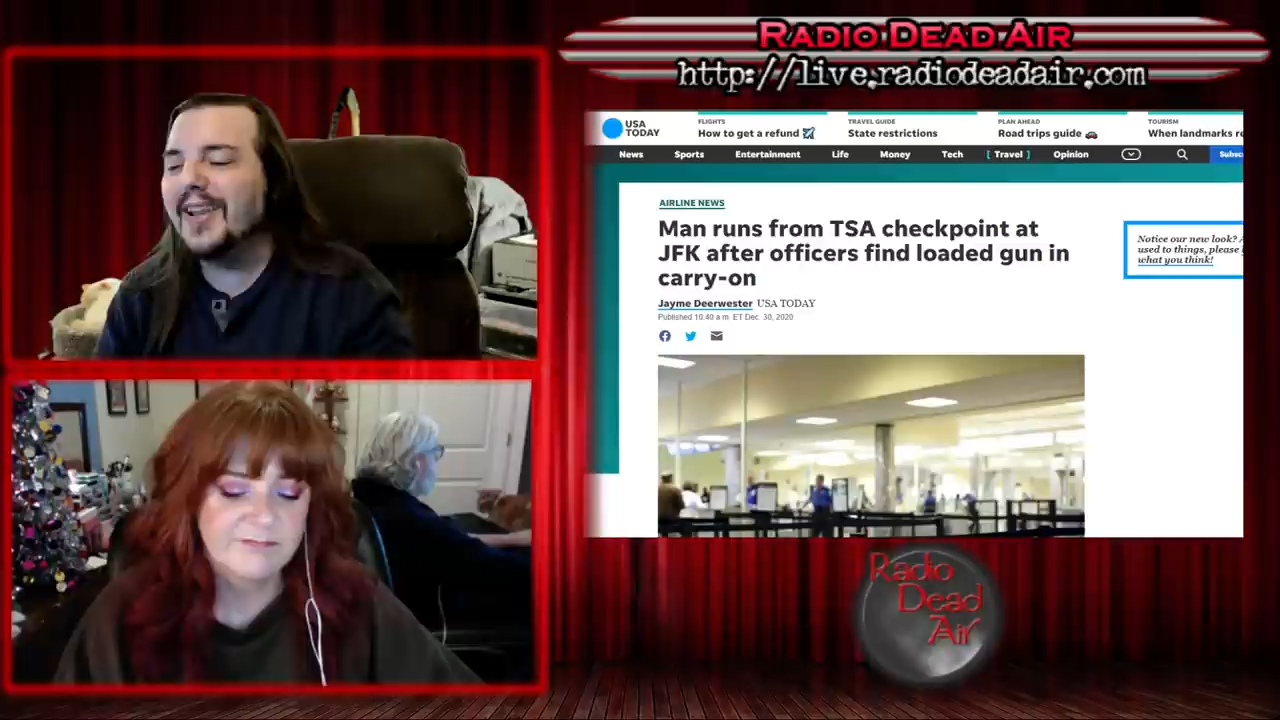 RADIO DEAD AIR
http://live.radiodeadair.com
USA
TODAY
FLIGHTS
How to get a refund
TRAVEL GUIDE
State restrictions
PLAN AHEAD
Road trips guide
TOURISM
When landmarks re
News Sports Entertainment Life Money Tech [ Travel ] Opinion Subsc
AIRLINE NEWS
Man runs from TSA checkpoint at
JFK after officers find loaded gun in
carry-on
Jayme Deerwester USA TODAY
Published 10:40 a.m. ET Dec. 30, 2020
Notice our new look?
used to things, please
what you think!
Radio
Dead
Air